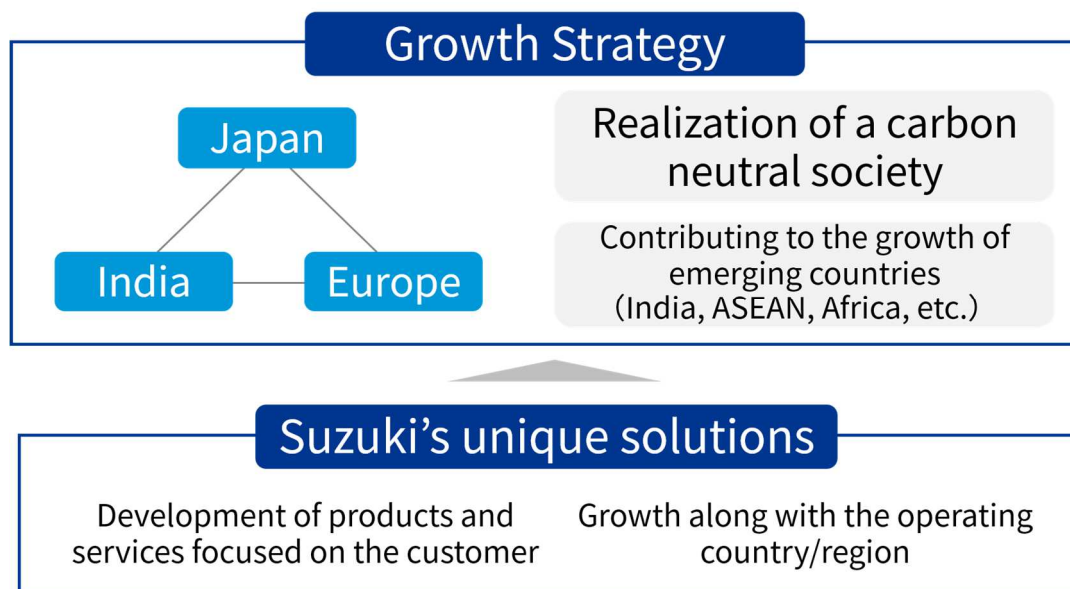 Growth Strategy
Japan
India
Europe
Realization of a carbon
neutral society
Contributing to the growth of
emerging countries
（India, ASEAN, Africa, etc.）
Suzuki’s unique solutions
Development of products and
services focused on the customer
Growth along with the operating
country/region